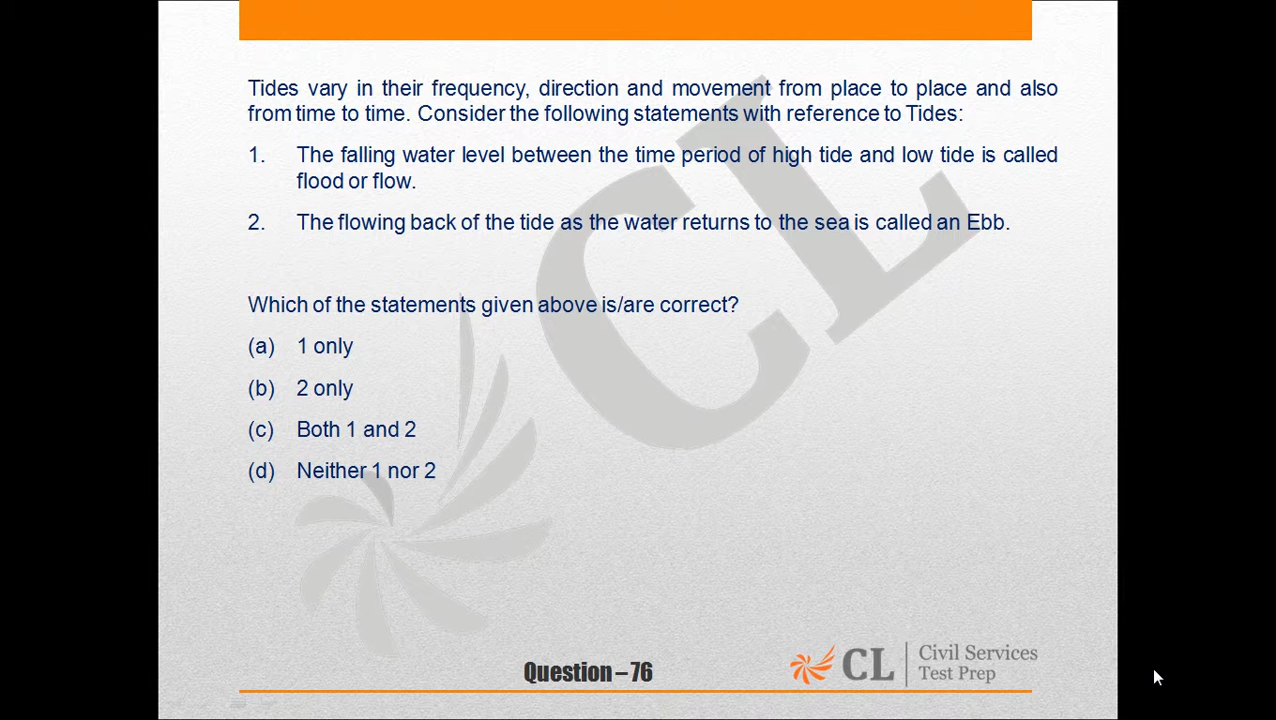 Tides vary in their frequency, direction and movement from place to place and also
from time to time. Consider the following statements with reference to Tides:
1. The falling water level between the time period of high tide and low tide is called
flood or flow.
2. The flowing back of the tide as the water returns to the sea is called an Ebb.
Which of the statements given above is/are correct?
(a) 1 only
(b) 2 only
(c) Both 1 and 2
(d) Neither 1 nor 2
CL
Question – 76
CL Civil Services
Test Prep